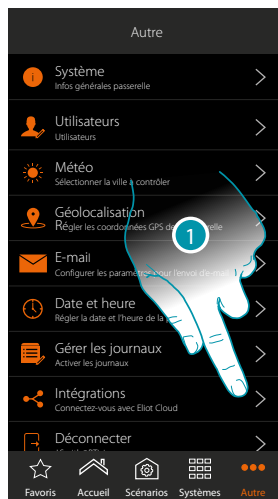 Autre
Système
Infos générales passerelle
Utilisateurs
Utilisateurs
Météo
Sélectionner la ville à contrôler
Géolocalisation
Régler les coordonnées GPS de
1
E-mail
Configurer les paramètres pour l'envoi d'e-mail
Date et heure
Régler la date et l'heure de la
Gérer les journaux
Activer les journaux
Intégrations
Connectez-vous avec Eliot Cloud
Déconnecter
Favoris Accueil Scénarios Systèmes Autre